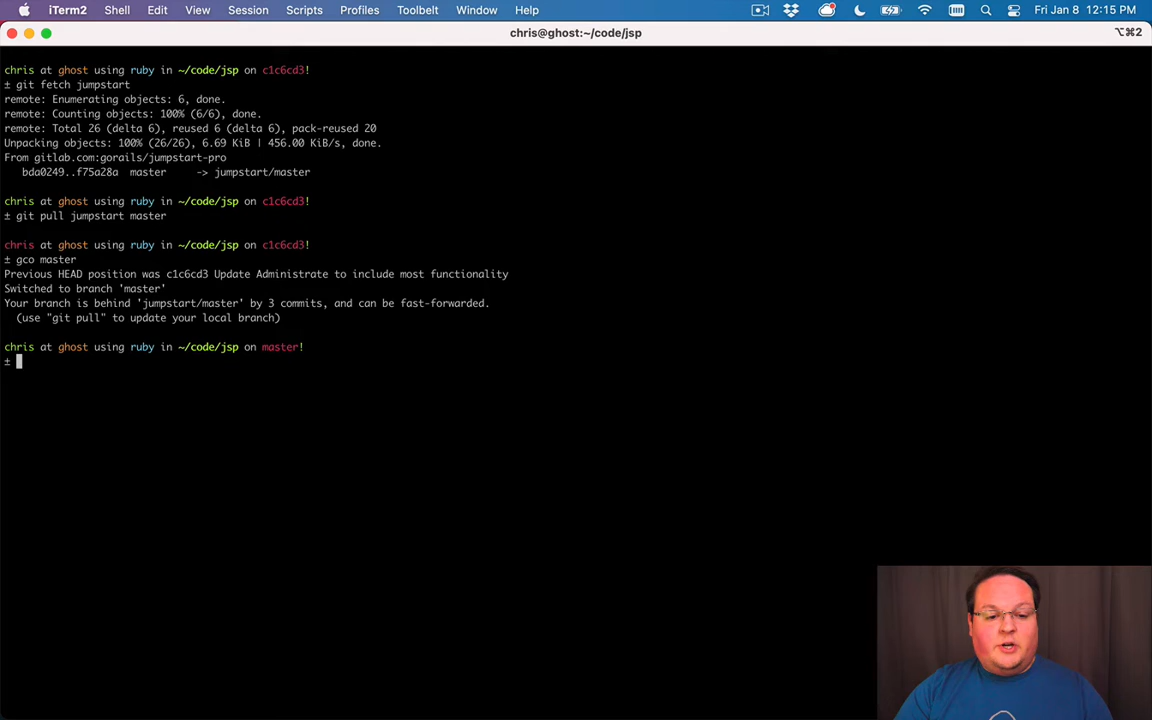 iTerm2 Shell Edit View Session Scripts Profiles Toolbelt Window Help Fri Jan 8 12:15 PM
chris@ghost:~/code/jsp ⌥⌘2
chris at ghost using ruby in ~/code/jsp on c1c6cd3!
± git fetch jumpstart
remote: Enumerating objects: 6, done.
remote: Counting objects: 100% (6/6), done.
remote: Total 26 (delta 6), reused 6 (delta 6), pack-reused 20
Unpacking objects: 100% (26/26), 6.69 KiB | 456.00 KiB/s, done.
From gitlab.com:gorails/jumpstart-pro
   bda0249..f75a28a  master     -> jumpstart/master
chris at ghost using ruby in ~/code/jsp on c1c6cd3!
± git pull jumpstart master
chris at ghost using ruby in ~/code/jsp on c1c6cd3!
± gco master
Previous HEAD position was c1c6cd3 Update Administrate to include most functionality
Switched to branch 'master'
Your branch is behind 'jumpstart/master' by 3 commits, and can be fast-forwarded.
  (use "git pull" to update your local branch)
chris at ghost using ruby in ~/code/jsp on master!
±